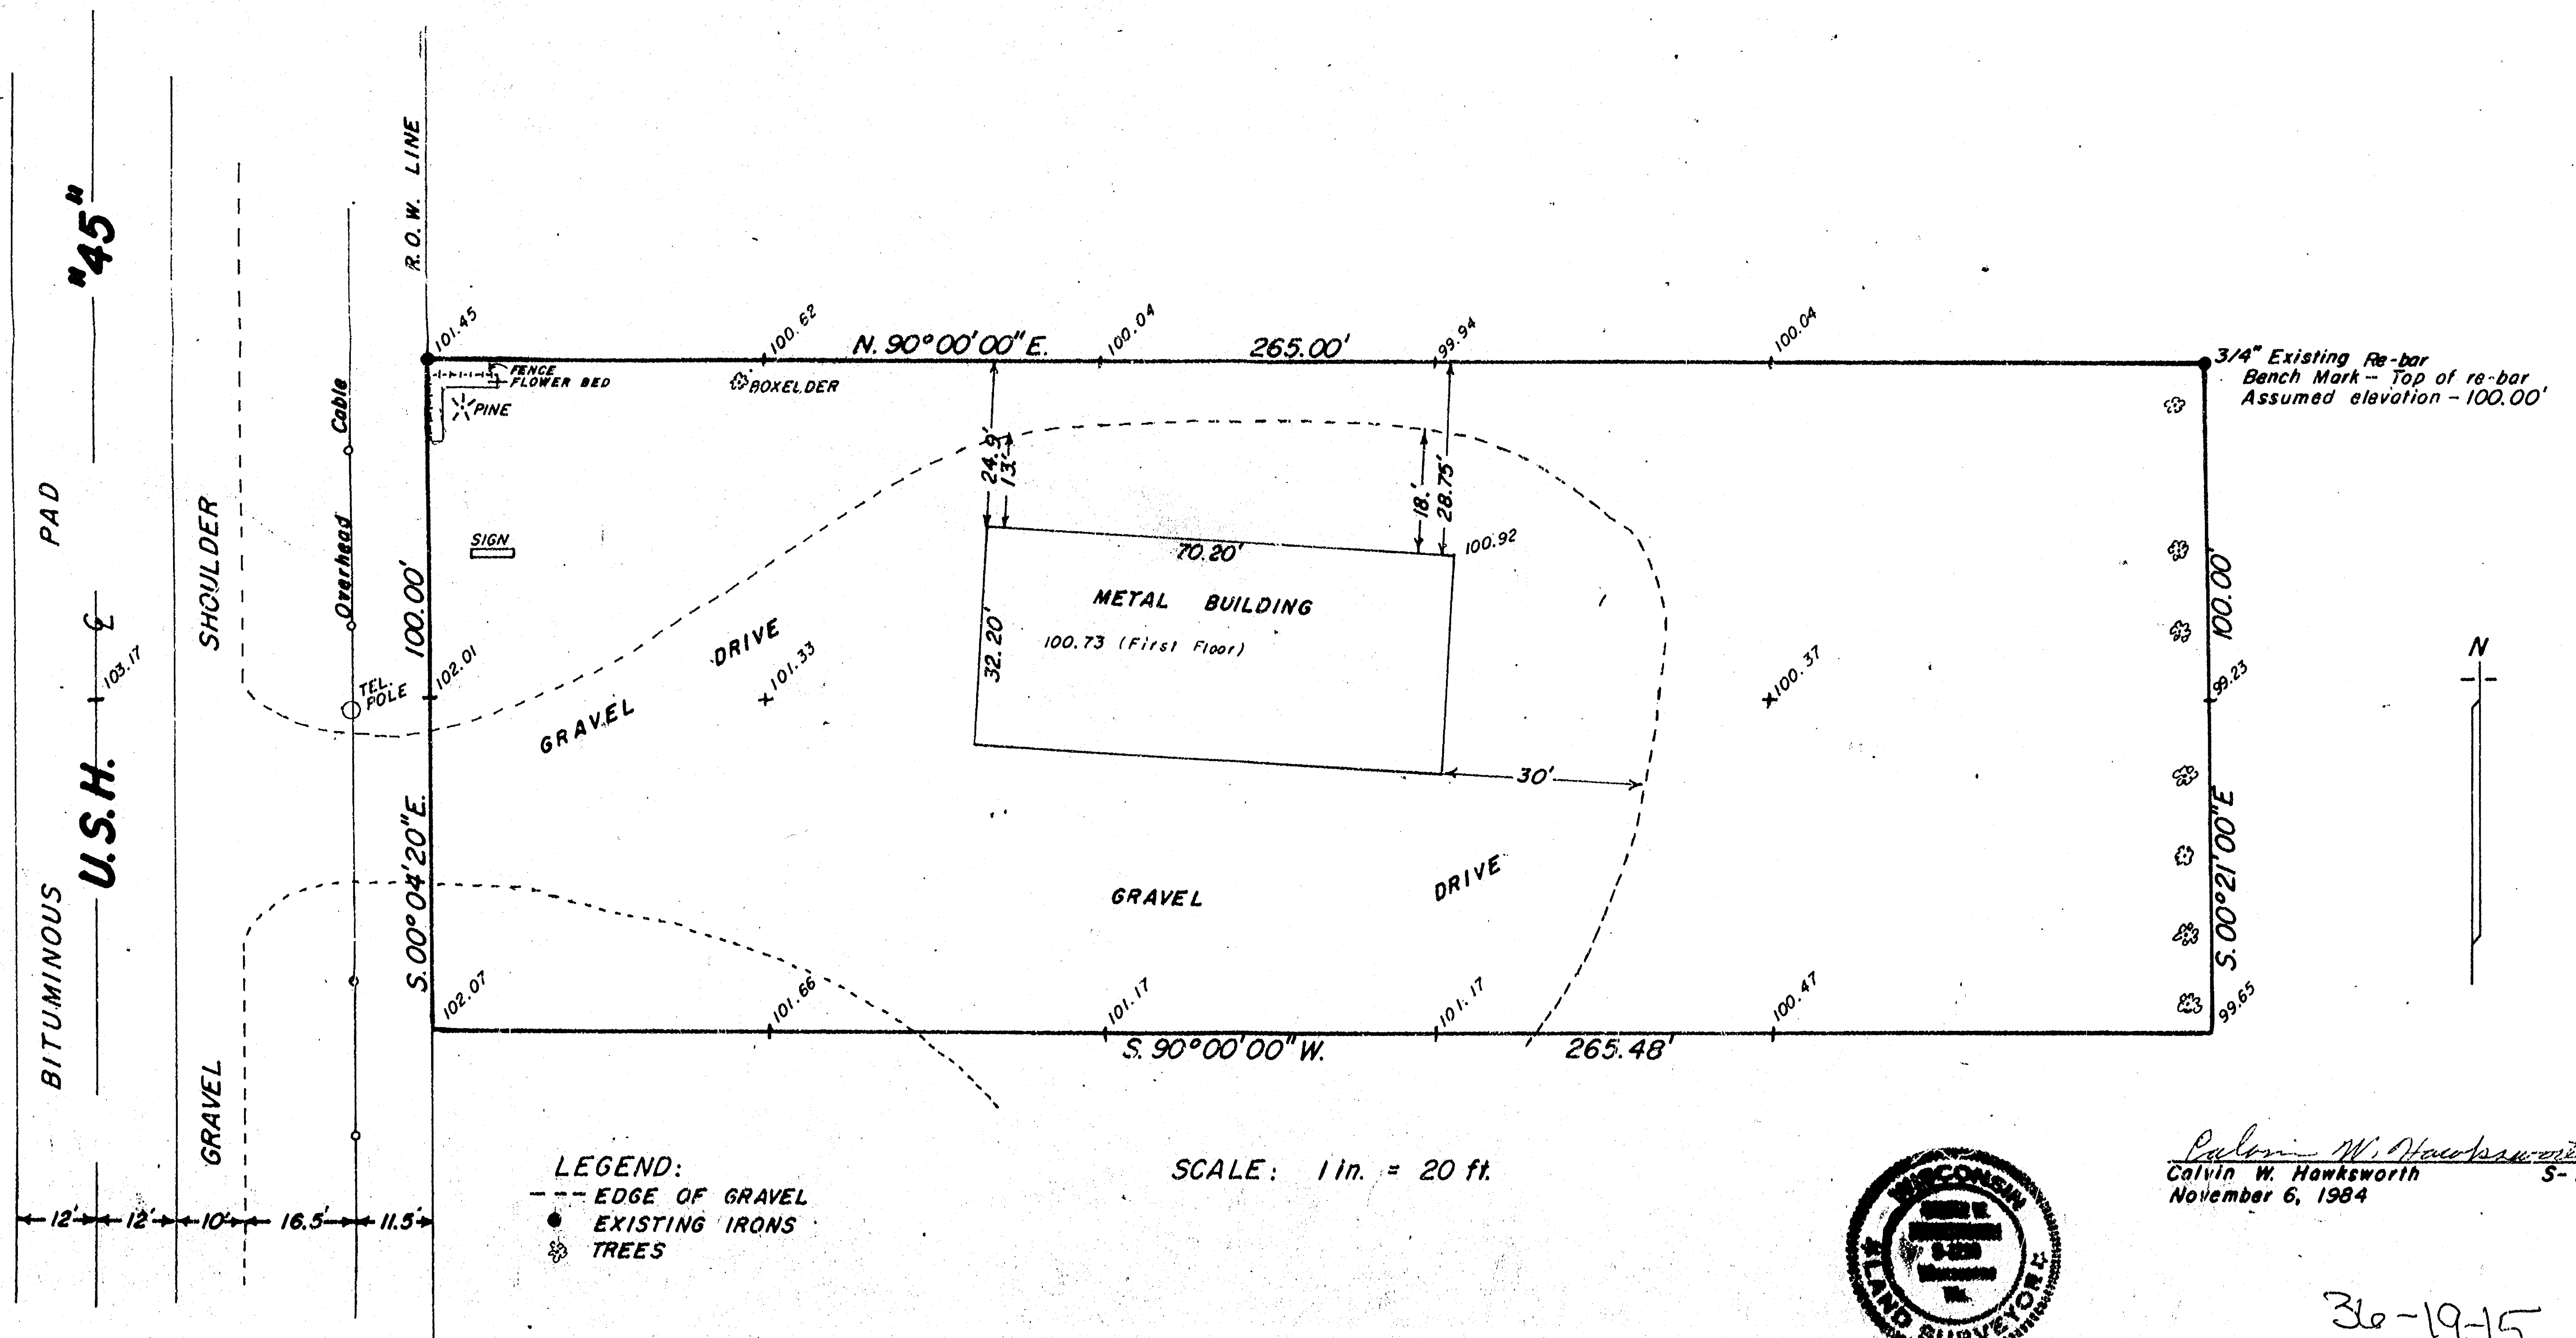 "45"
U.S.H.
℄
103.17
PAD
BITUMINOUS
SHOULDER
GRAVEL
Cable
Overhead
TEL.
POLE
R.O.W. LINE
100.00'
S.00°04'20"E.
12'
12'
10'
16.5'
11.5'
101.45
100.62
N. 90°00'00"E.
100.04
265.00'
99.94
100.04
3/4" Existing Re-bar
Bench Mark - Top of re-bar
Assumed elevation - 100.00'
FENCE
FLOWER BED
PINE
BOXELDER
SIGN
24.9'
13.'
18.'
28.75'
70.20'
100.92
METAL BUILDING
100.73 (First Floor)
32.20'
30'
102.01
DRIVE
GRAVEL
101.33
100.37
99.23
100.00'
S.00°21'00"E
GRAVEL
DRIVE
102.07
101.66
101.17
101.17
100.47
99.65
S. 90°00'00"W.
265.48'
N
LEGEND:
EDGE OF GRAVEL
EXISTING IRONS
TREES
SCALE: 1 in. = 20 ft.
WISCONSIN
LAND SURVEYOR
Calvin W. Hawksworth
Calvin W. Hawksworth S-
November 6, 1984
36-19-15